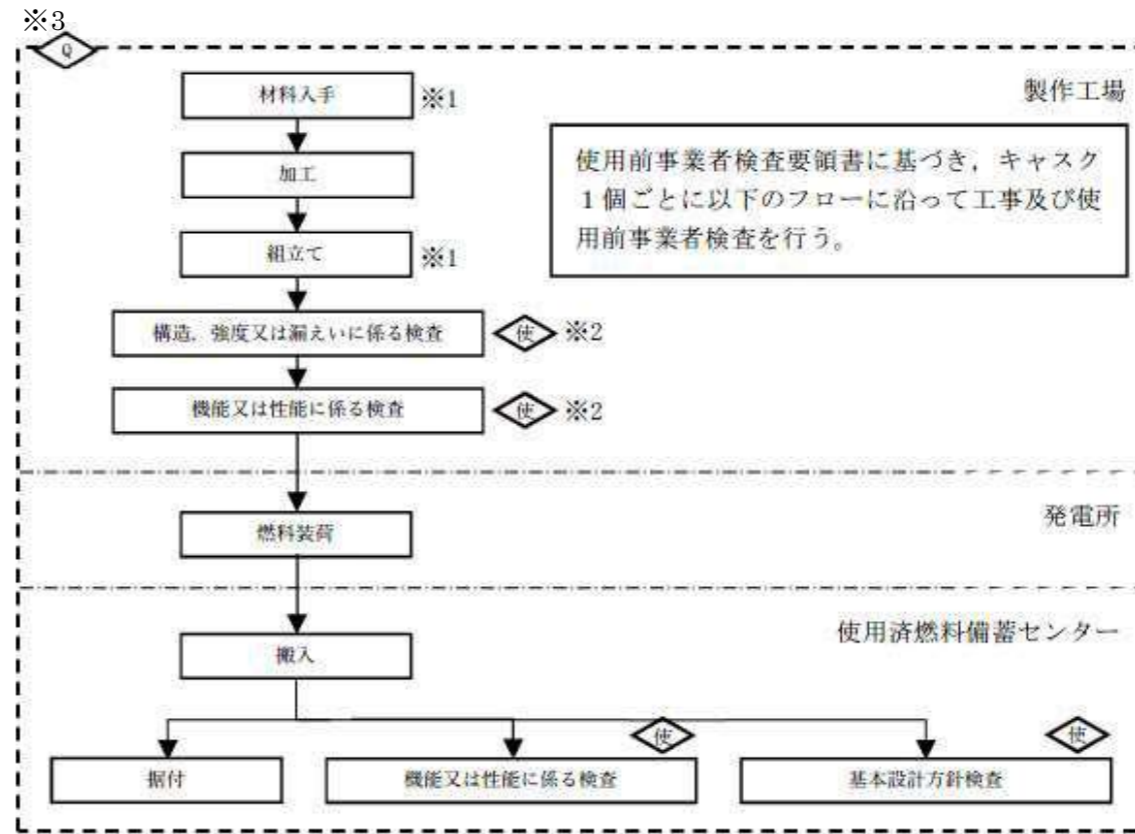 ※3
Q
製作工場
材料入手
※1
使用前事業者検査要領書に基づき，キャスク
1個ごとに以下のフローに沿って工事及び使
用前事業者検査を行う。
加工
組立て
※1
構造，強度又は漏えいに係る検査
使
※2
機能又は性能に係る検査
使
※2
発電所
燃料装荷
使用済燃料備蓄センター
搬入
使
使
据付
機能又は性能に係る検査
基本設計方針検査